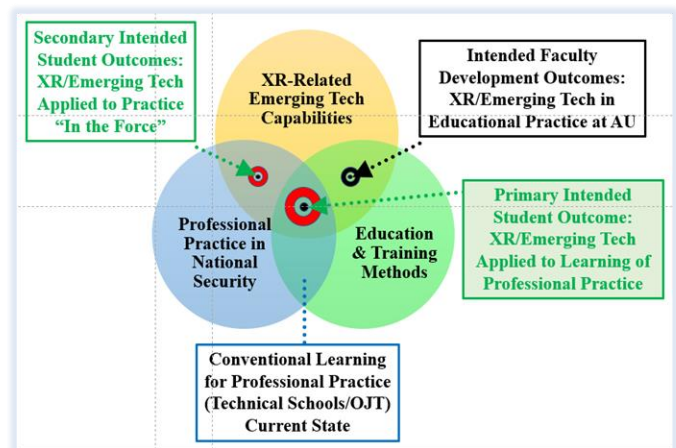 Secondary Intended
Student Outcomes:
XR/Emerging Tech
Applied to Practice
“In the Force”
XR-Related
Emerging Tech
Capabilities
Intended Faculty
Development Outcomes:
XR/Emerging Tech in
Educational Practice at AU
Professional
Practice in
National
Security
Education
& Training
Methods
Primary Intended
Student Outcome:
XR/Emerging Tech
Applied to Learning of
Professional Practice
Conventional Learning
for Professional Practice
(Technical Schools/OJT)
Current State